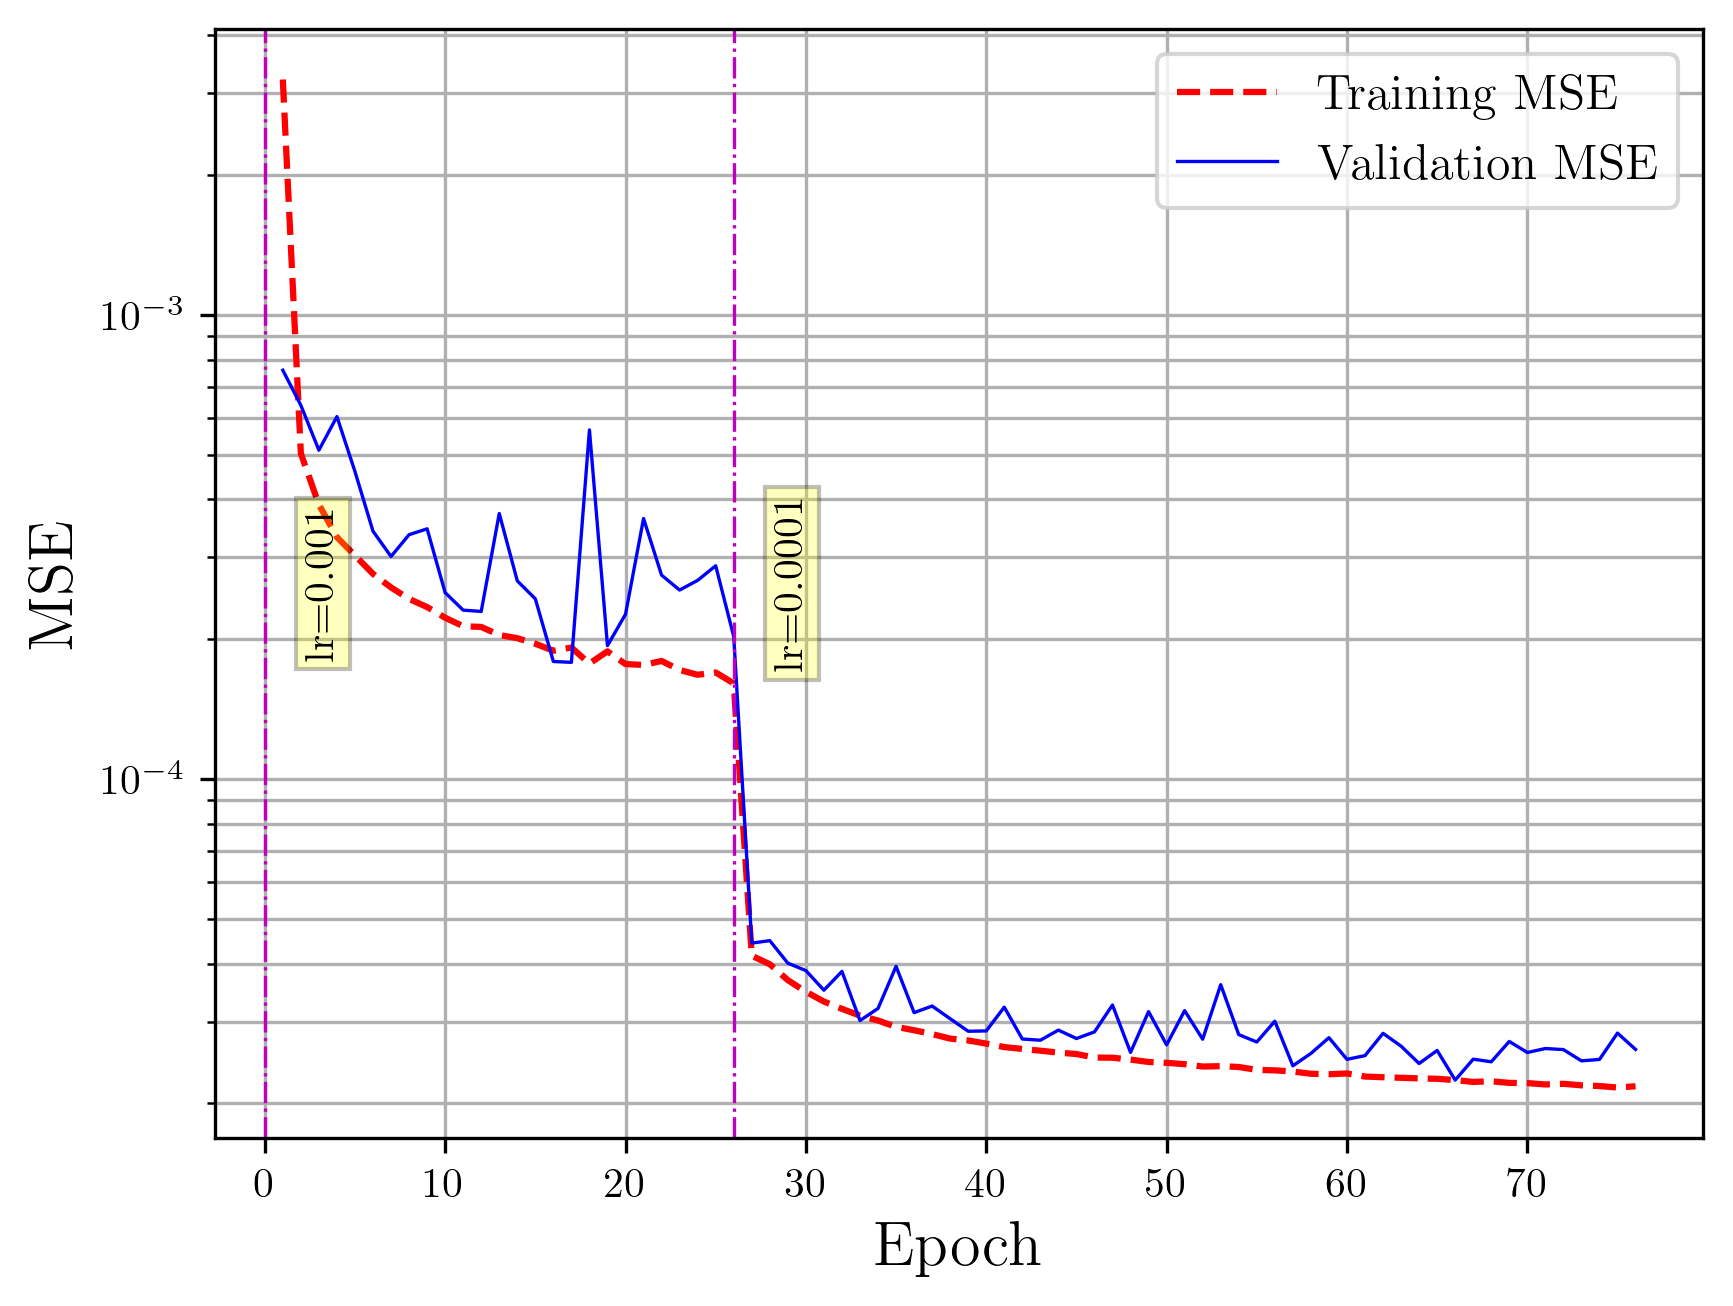 Training MSE
Validation MSE
MSE
10⁻³
10⁻⁴
lr=0.001
lr=0.0001
0 10 20 30 40 50 60 70
Epoch